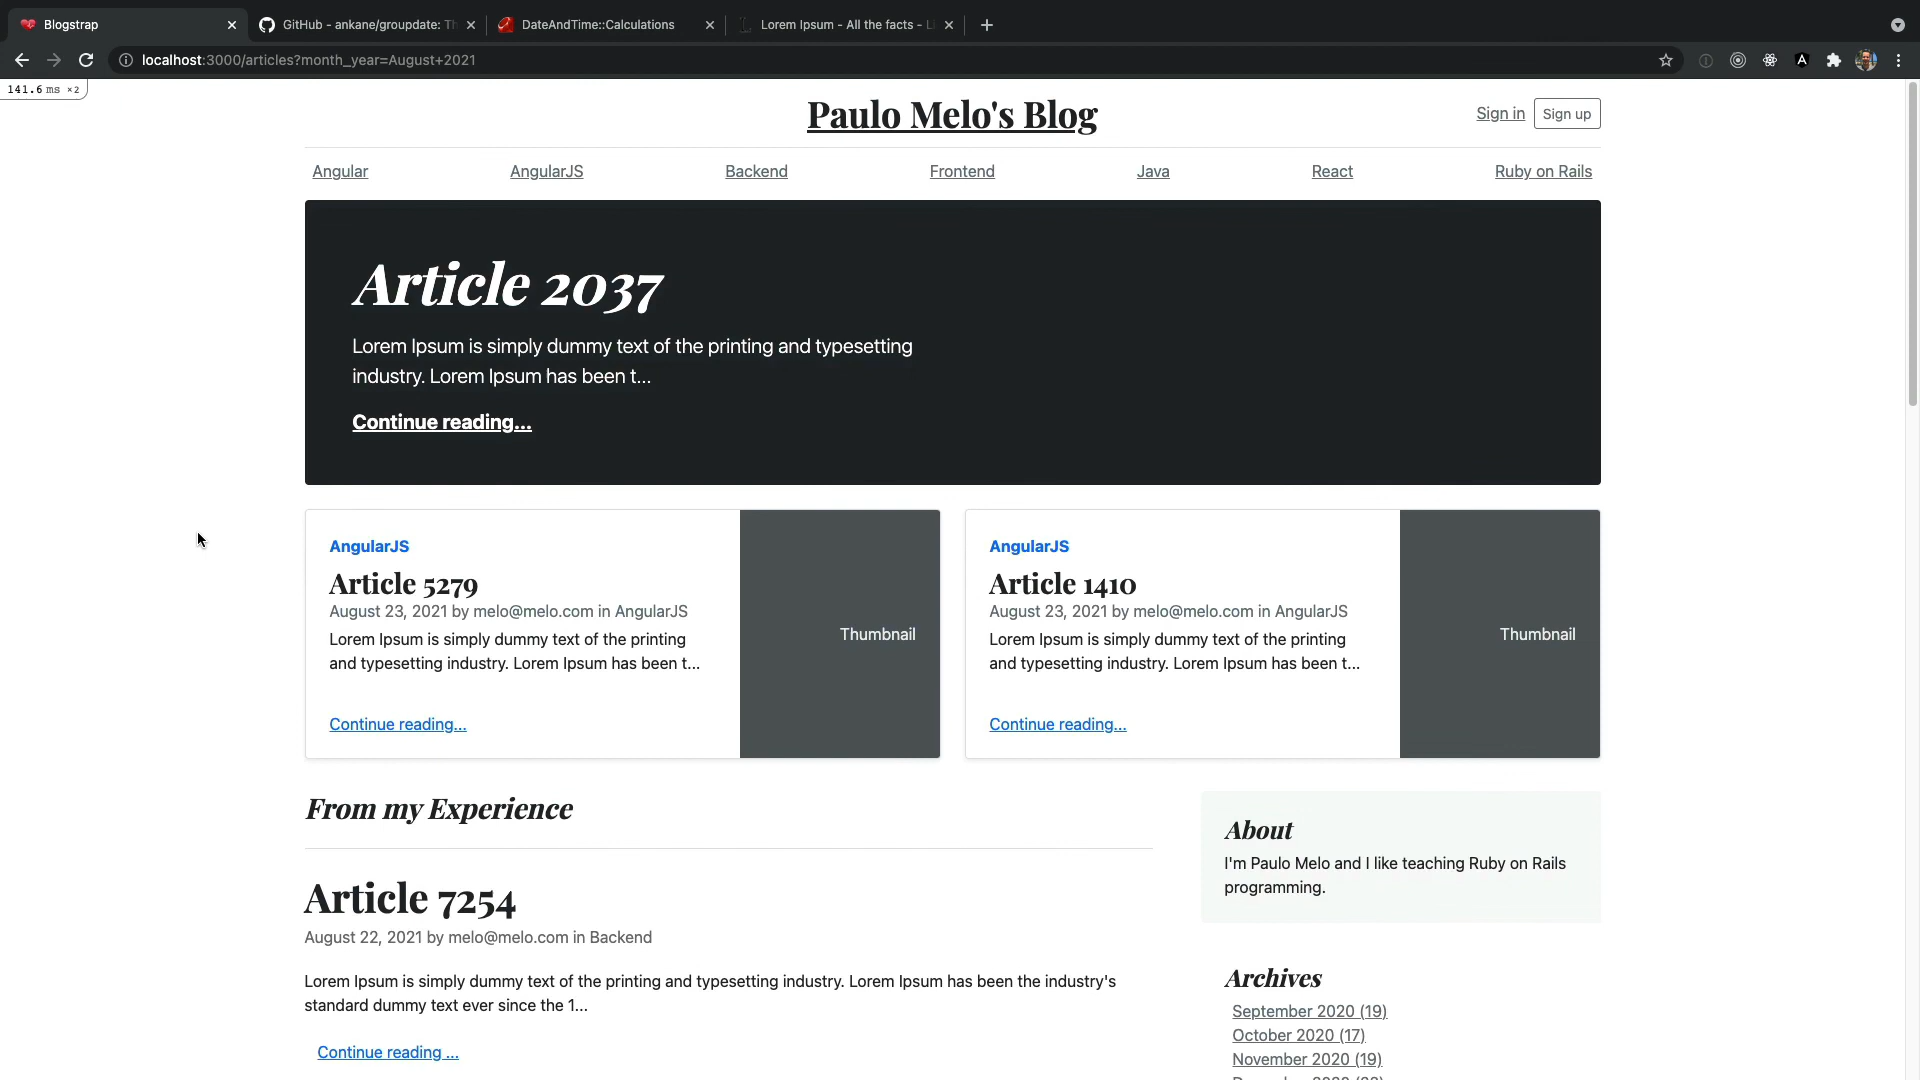 Blogstrap
GitHub - ankane/groupdate: Th
DateAndTime::Calculations
Lorem Ipsum - All the facts - Li
localhost:3000/articles?month_year=August+2021
141.6 ms ×2
Paulo Melo's Blog
Sign in
Sign up
Angular
AngularJS
Backend
Frontend
Java
React
Ruby on Rails
Article 2037
Lorem Ipsum is simply dummy text of the printing and typesetting
industry. Lorem Ipsum has been t...
Continue reading...
AngularJS
Article 5279
August 23, 2021 by melo@melo.com in AngularJS
Lorem Ipsum is simply dummy text of the printing
and typesetting industry. Lorem Ipsum has been t...
Continue reading...
Thumbnail
AngularJS
Article 1410
August 23, 2021 by melo@melo.com in AngularJS
Lorem Ipsum is simply dummy text of the printing
and typesetting industry. Lorem Ipsum has been t...
Continue reading...
Thumbnail
From my Experience
Article 7254
August 22, 2021 by melo@melo.com in Backend
Lorem Ipsum is simply dummy text of the printing and typesetting industry. Lorem Ipsum has been the industry's
standard dummy text ever since the 1...
Continue reading ...
About
I'm Paulo Melo and I like teaching Ruby on Rails
programming.
Archives
September 2020 (19)
October 2020 (17)
November 2020 (19)